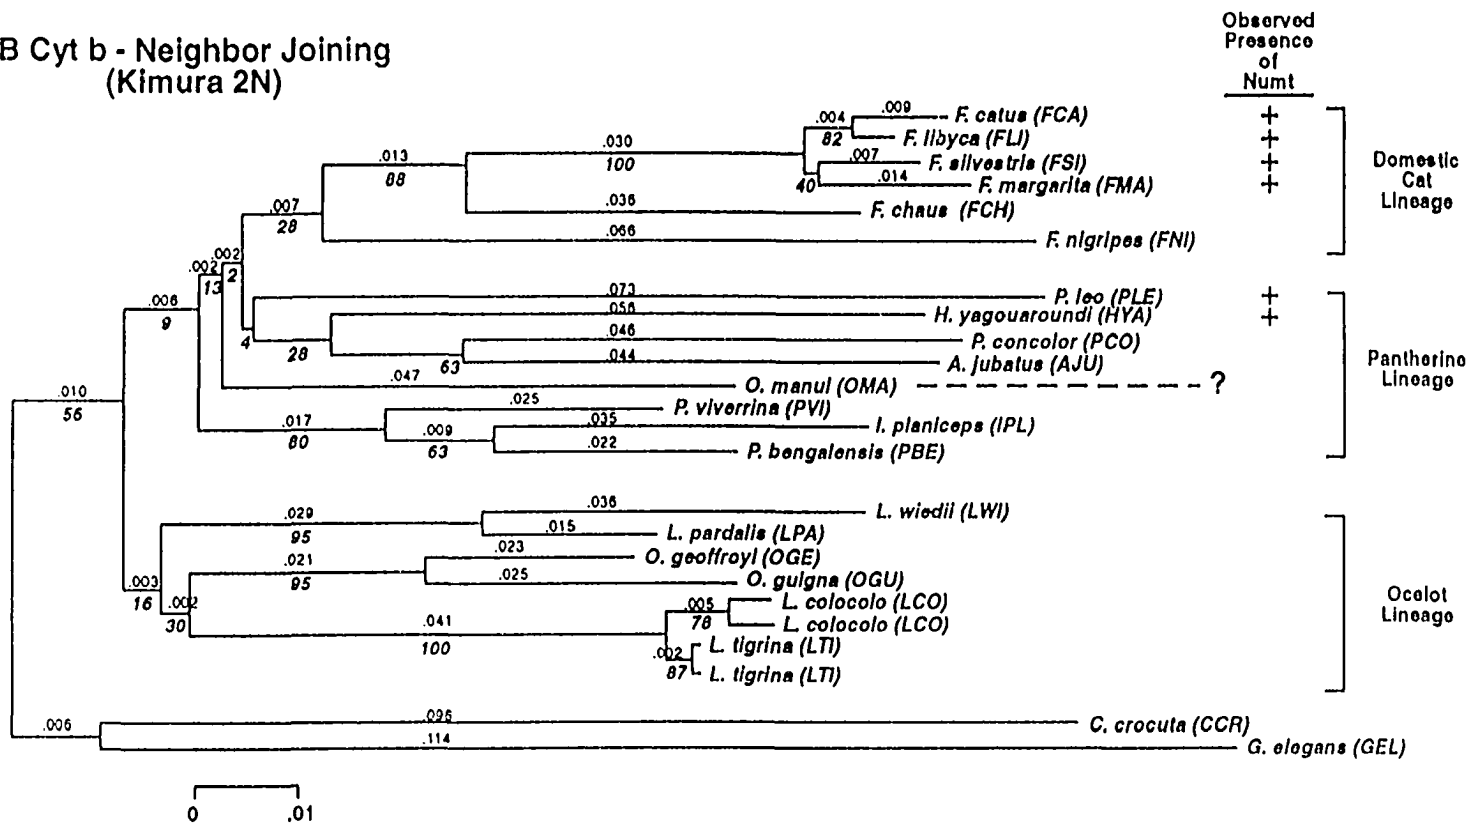 B Cyt b - Neighbor Joining
(Kimura 2N)
Observed
Presence
of
Numt
.009
F. catus (FCA)
+
.004
82
F. libyca (FLI)
+
.030
100
.007
F. silvestris (FSI)
+
.013
88
40
.014
F. margarita (FMA)
+
.036
F. chaus (FCH)
.007
28
.066
F. nigripes (FNI)
Domestic
Cat
Lineage
.002
2
.002
13
.073
P. leo (PLE)
+
.006
9
.056
H. yagouaroundi (HYA)
+
4
28
.046
P. concolor (PCO)
63
.044
A. jubatus (AJU)
.047
O. manul (OMA)
?
Pantherine
Lineage
.010
56
.025
P. viverrina (PVI)
.017
80
.035
I. planiceps (IPL)
.009
63
.022
P. bengalensis (PBE)
.036
L. wiedii (LWI)
.029
95
.015
L. pardalis (LPA)
.023
O. geoffroyi (OGE)
.021
95
.025
O. guigna (OGU)
.003
16
.002
30
.005
78
L. colocolo (LCO)
L. colocolo (LCO)
.041
100
.002
87
L. tigrina (LTI)
L. tigrina (LTI)
Ocelot
Lineage
.006
.095
C. crocuta (CCR)
.114
G. elegans (GEL)
0
.01